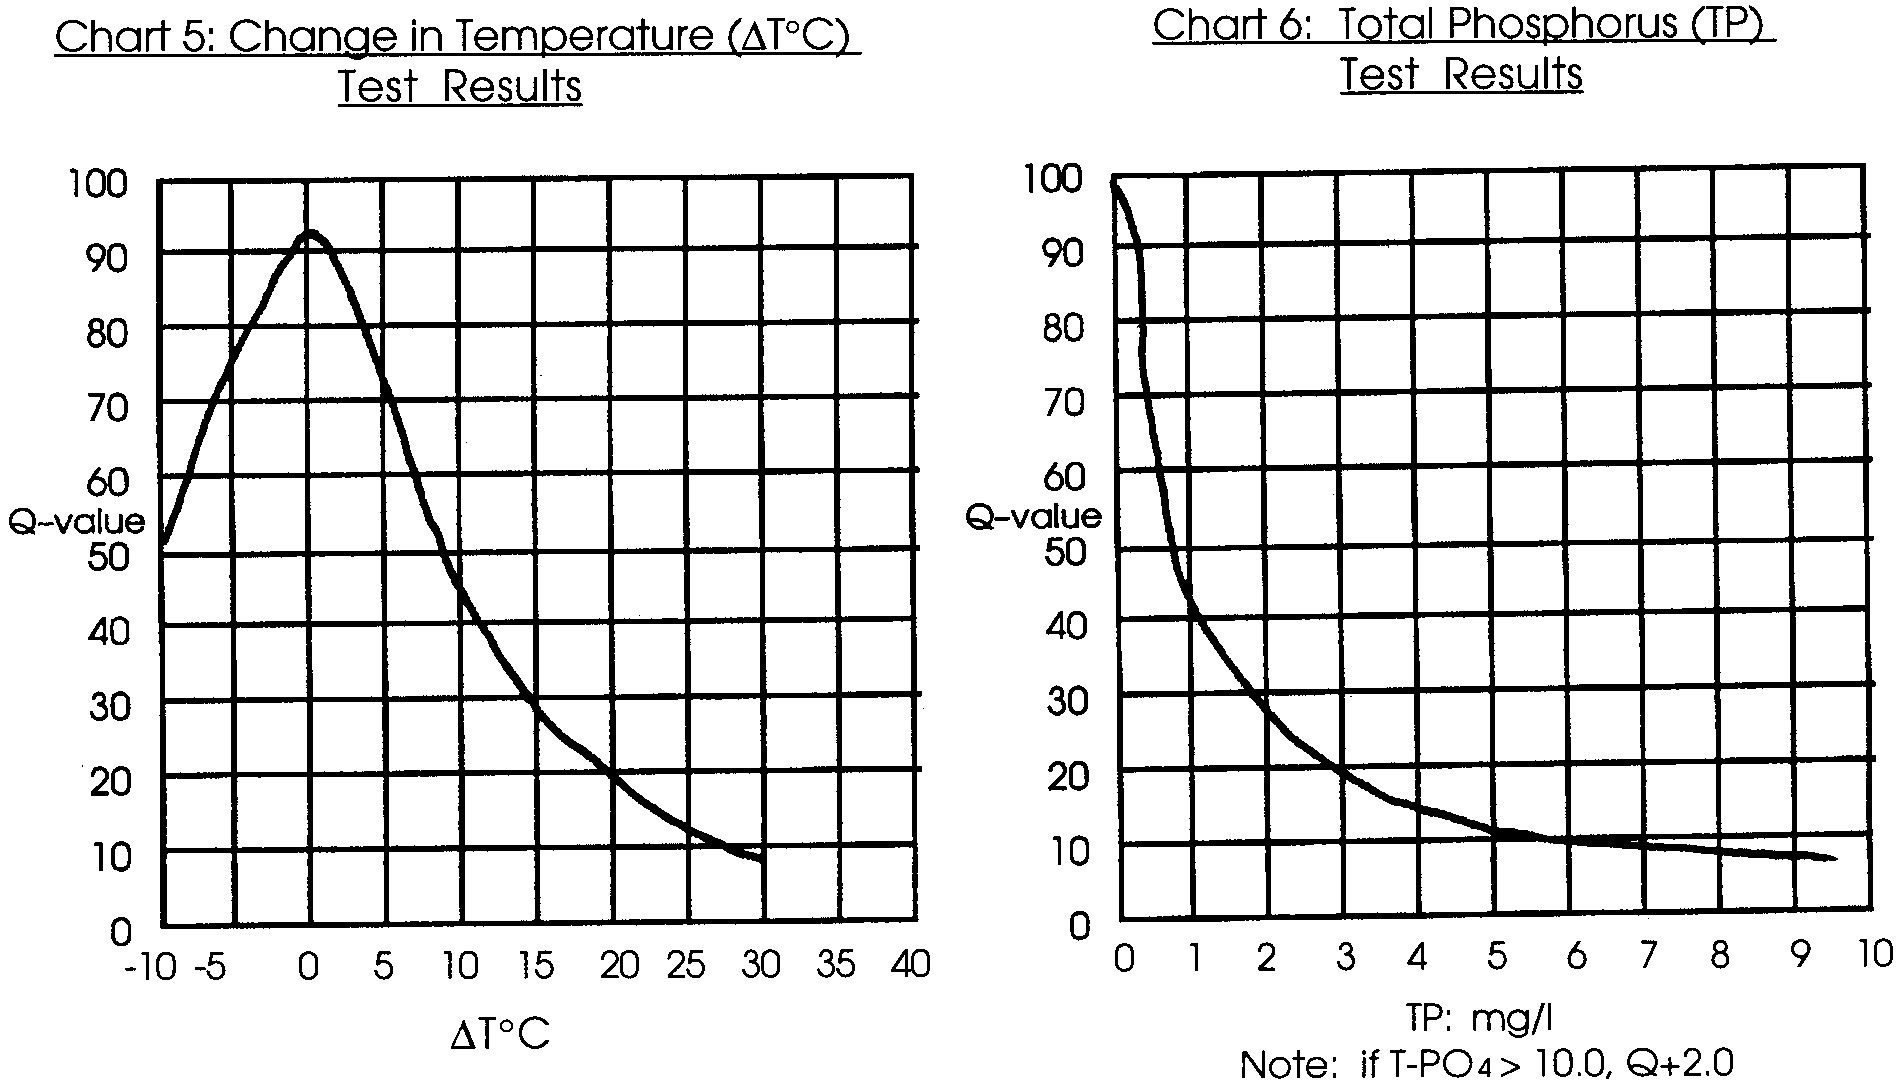 Chart 5: Change in Temperature (ΔT°C)
Test Results
100
90
80
70
60
Q-value
50
40
30
20
10
0
-10 -5 0 5 10 15 20 25 30 35 40
ΔT°C
Chart 6: Total Phosphorus (TP)
Test Results
100
90
80
70
60
Q-value
50
40
30
20
10
0
0 1 2 3 4 5 6 7 8 9 10
TP: mg/l
Note: if T-PO4 > 10.0, Q+2.0